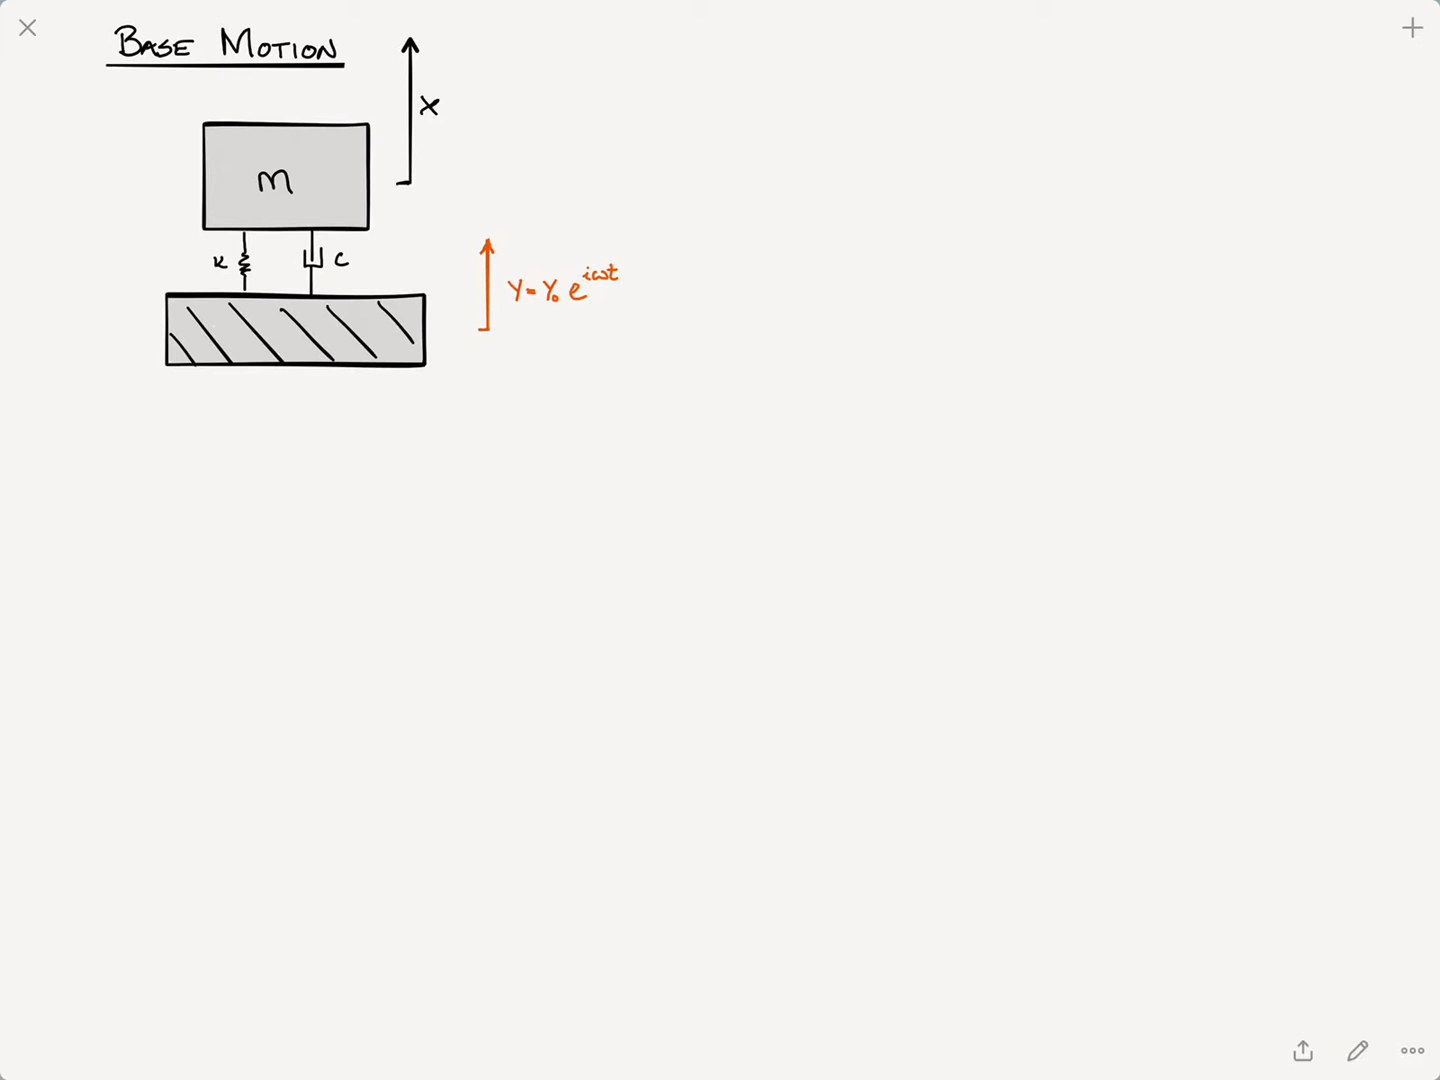 BASE MOTION
x
m
k c
y = y₀ e^{iωt}